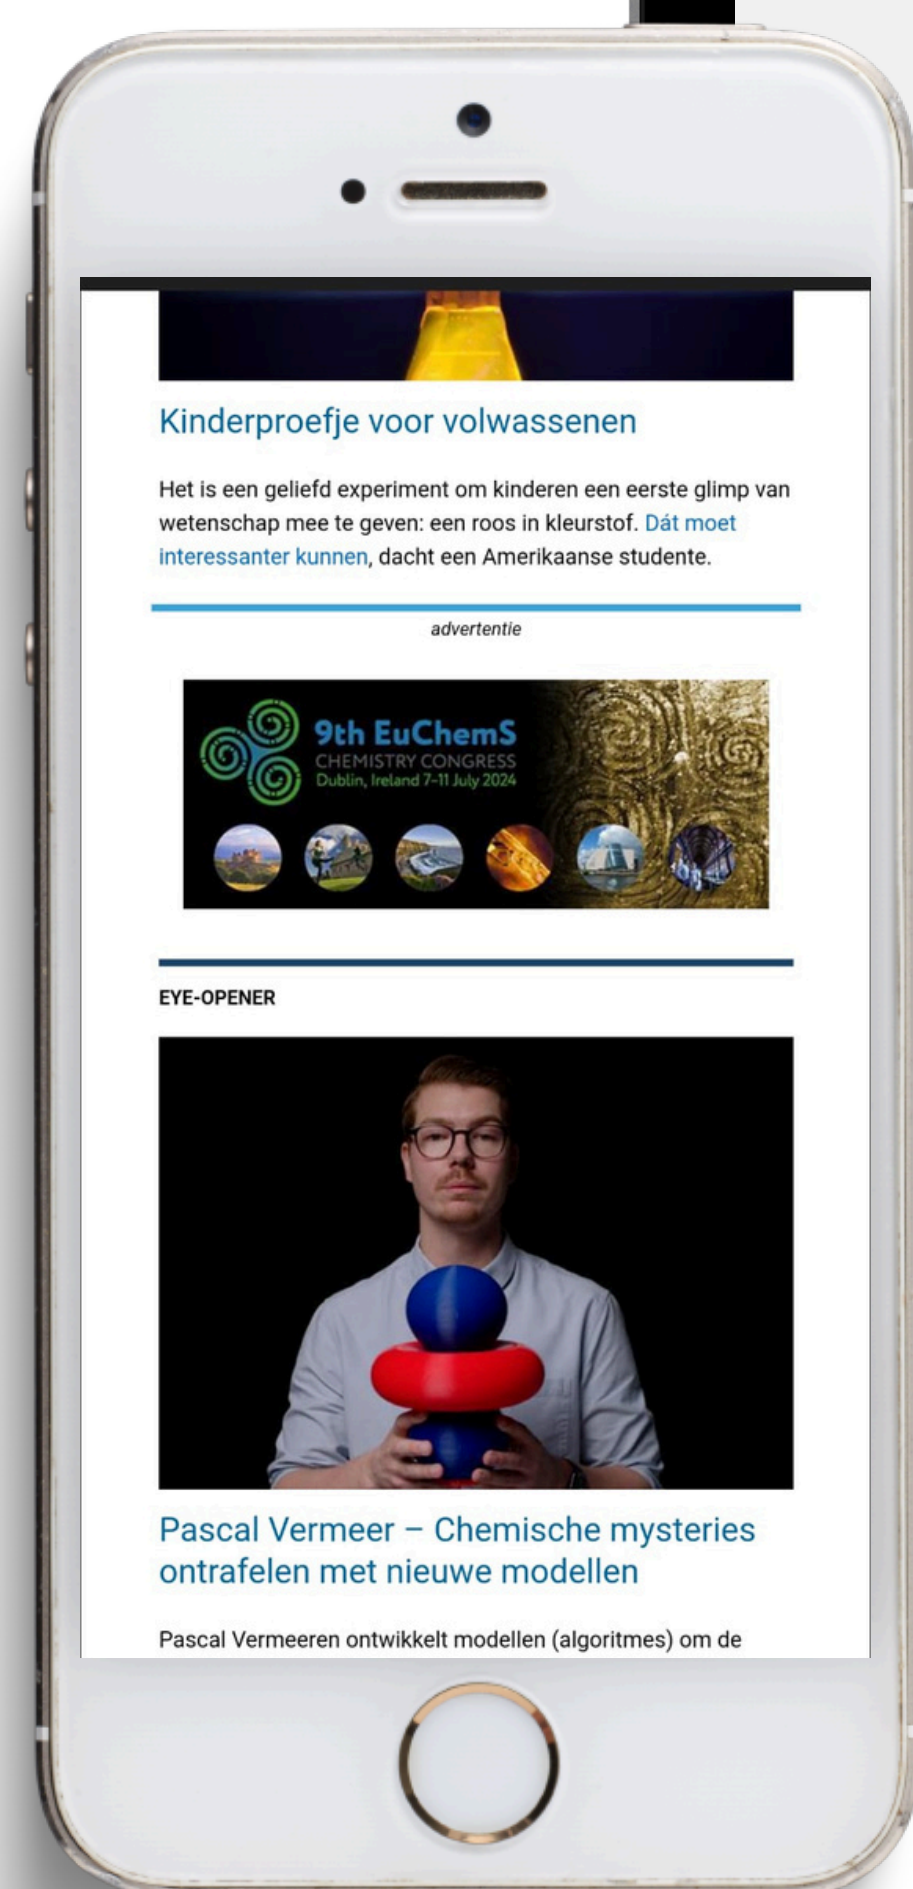 Kinderproefje voor volwassenen
Het is een geliefd experiment om kinderen een eerste glimp van
wetenschap mee te geven: een roos in kleurstof. Dát moet
interessanter kunnen, dacht een Amerikaanse studente.
advertentie
9th EuChemS
CHEMISTRY CONGRESS
Dublin, Ireland 7-11 July 2024
EYE-OPENER
Pascal Vermeer – Chemische mysteries
ontrafelen met nieuwe modellen
Pascal Vermeeren ontwikkelt modellen (algoritmes) om de